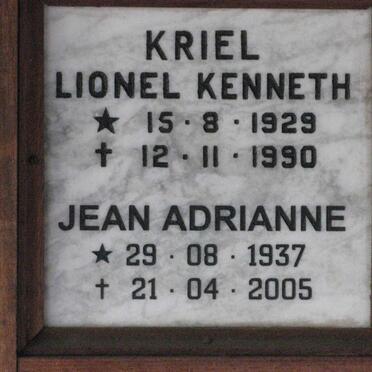 KRIEL
LIONEL KENNETH
★ 15·8·1929
✝ 12·11·1990
JEAN ADRIANNE
★ 29·08·1937
† 21·04·2005